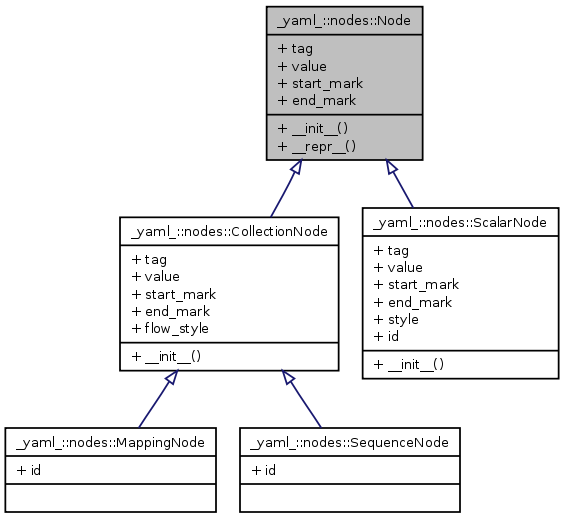 _yaml_::nodes::Node
+ tag
+ value
+ start_mark
+ end_mark
+ __init__()
+ __repr__()
_yaml_::nodes::CollectionNode
+ tag
+ value
+ start_mark
+ end_mark
+ flow_style
+ __init__()
_yaml_::nodes::ScalarNode
+ tag
+ value
+ start_mark
+ end_mark
+ style
+ id
+ __init__()
_yaml_::nodes::MappingNode
+ id
_yaml_::nodes::SequenceNode
+ id